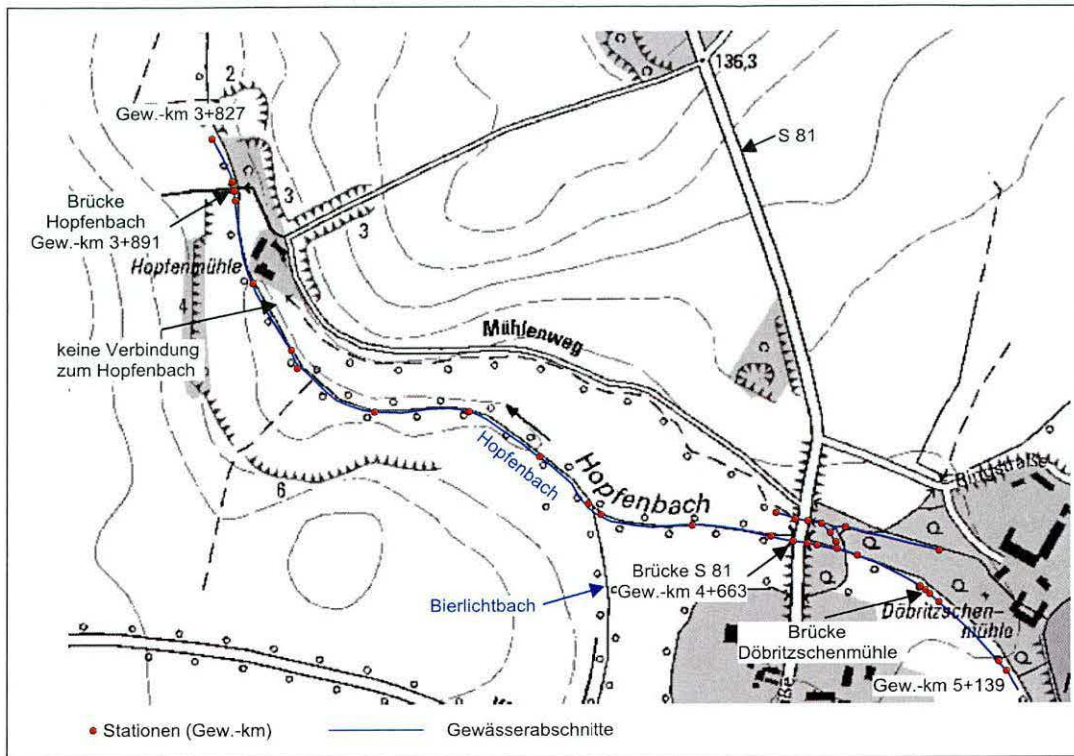 136,3
2
Gew.-km 3+827
S 81
3
3
Brücke
Hopfenbach
Gew.-km 3+891
Hopfenmühle
4
keine Verbindung
zum Hopfenbach
Mühlenweg
6
Hopfenbach
Hopfenbach
Bierlichtbach
Brücke S 81
Gew.-km 4+663
Döbritzschen-
mühle
Brücke
Döbritzschenmühle
Gew.-km 5+139
Stationen (Gew.-km)
Gewässerabschnitte